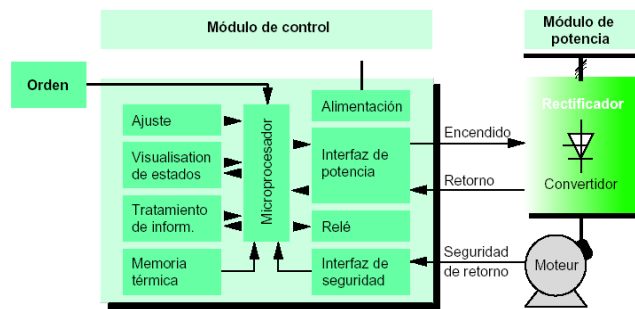 Módulo de control
Módulo de
potencia
Orden
Alimentación
Rectificador
Ajuste
Microprocesador
Encendido
Visualisation
de estados
Interfaz de
potencia
Convertidor
Retorno
Tratamiento
de inform.
Relé
Memoria
térmica
Interfaz de
seguridad
Seguridad
de retorno
Moteur